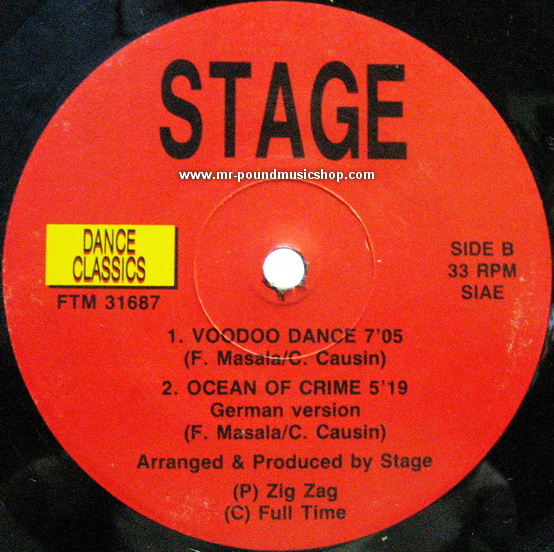 STAGE
www.mr-poundmusicshop.com
DANCE
CLASSICS
FTM 31687
SIDE B
33 RPM
SIAE
1. VOODOO DANCE 7'05
(F. Masala/C. Causin)
2. OCEAN OF CRIME 5'19
German version
(F. Masala/C. Causin)
Arranged & Produced by Stage
(P) Zig Zag
(C) Full Time